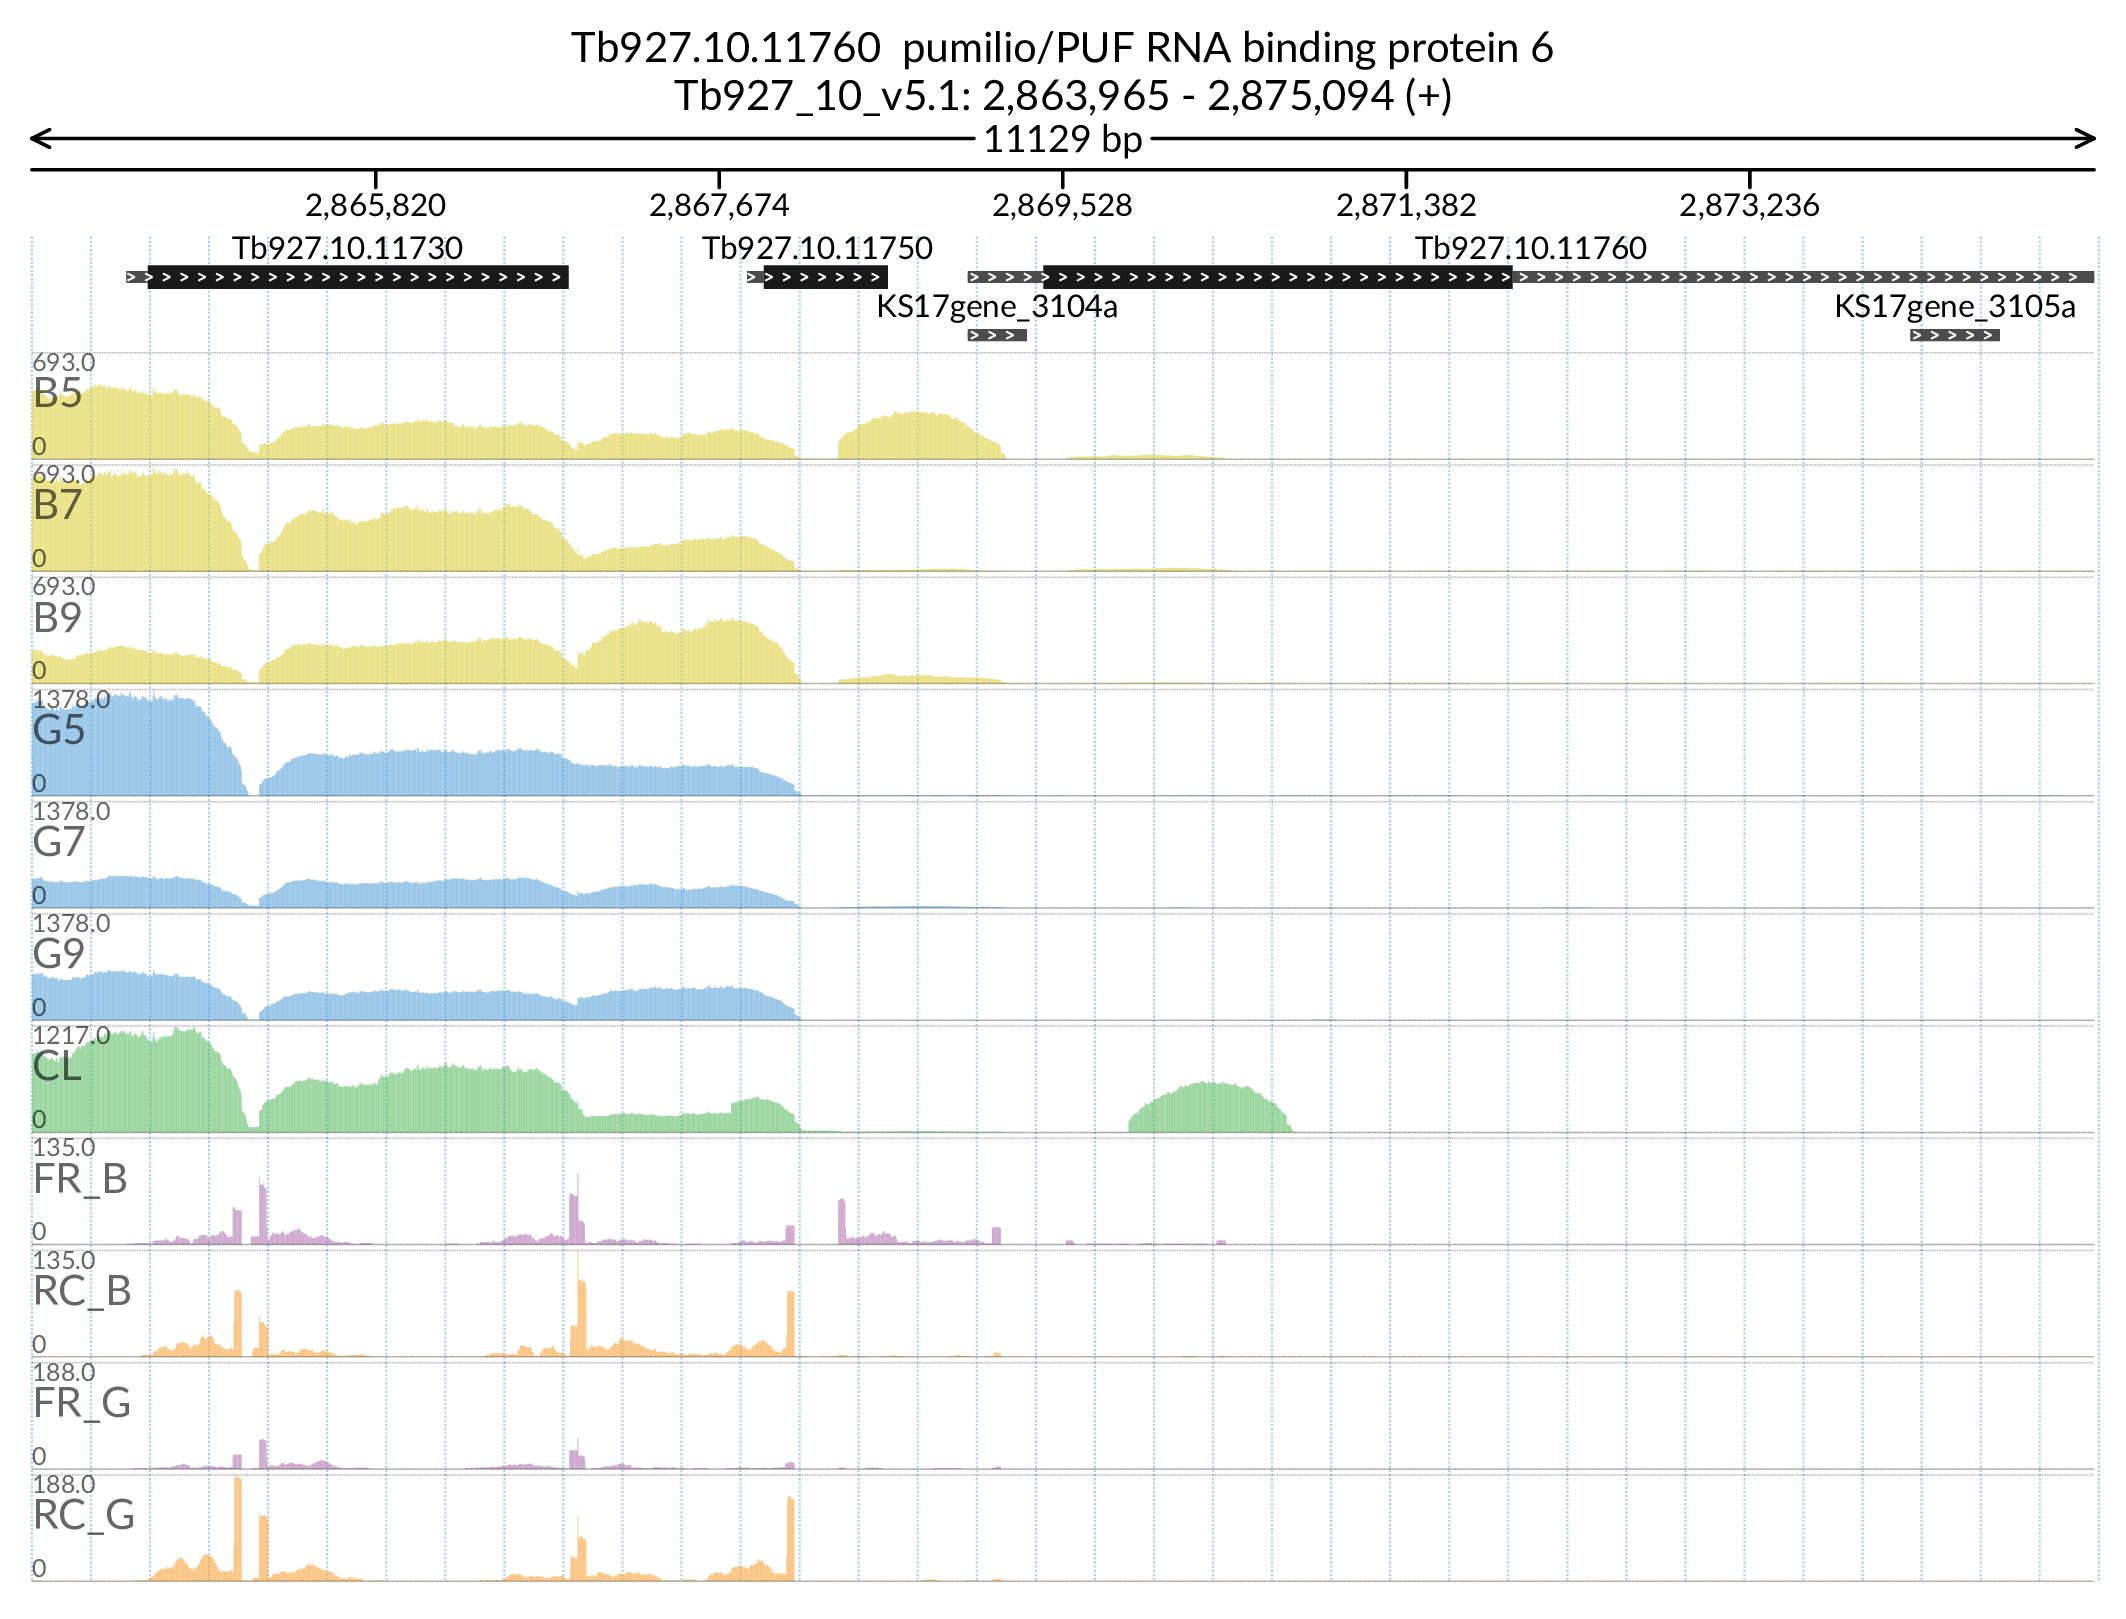 Tb927.10.11760  pumilio/PUF RNA binding protein 6
Tb927_10_v5.1: 2,863,965 - 2,875,094 (+)
11129 bp
2,865,820 2,867,674 2,869,528 2,871,382 2,873,236
Tb927.10.11730 Tb927.10.11750 Tb927.10.11760
KS17gene_3104a KS17gene_3105a
693.0
B5
0
693.0
B7
0
693.0
B9
0
1378.0
G5
0
1378.0
G7
0
1378.0
G9
0
1217.0
CL
0
135.0
FR_B
0
135.0
RC_B
0
188.0
FR_G
0
188.0
RC_G
0